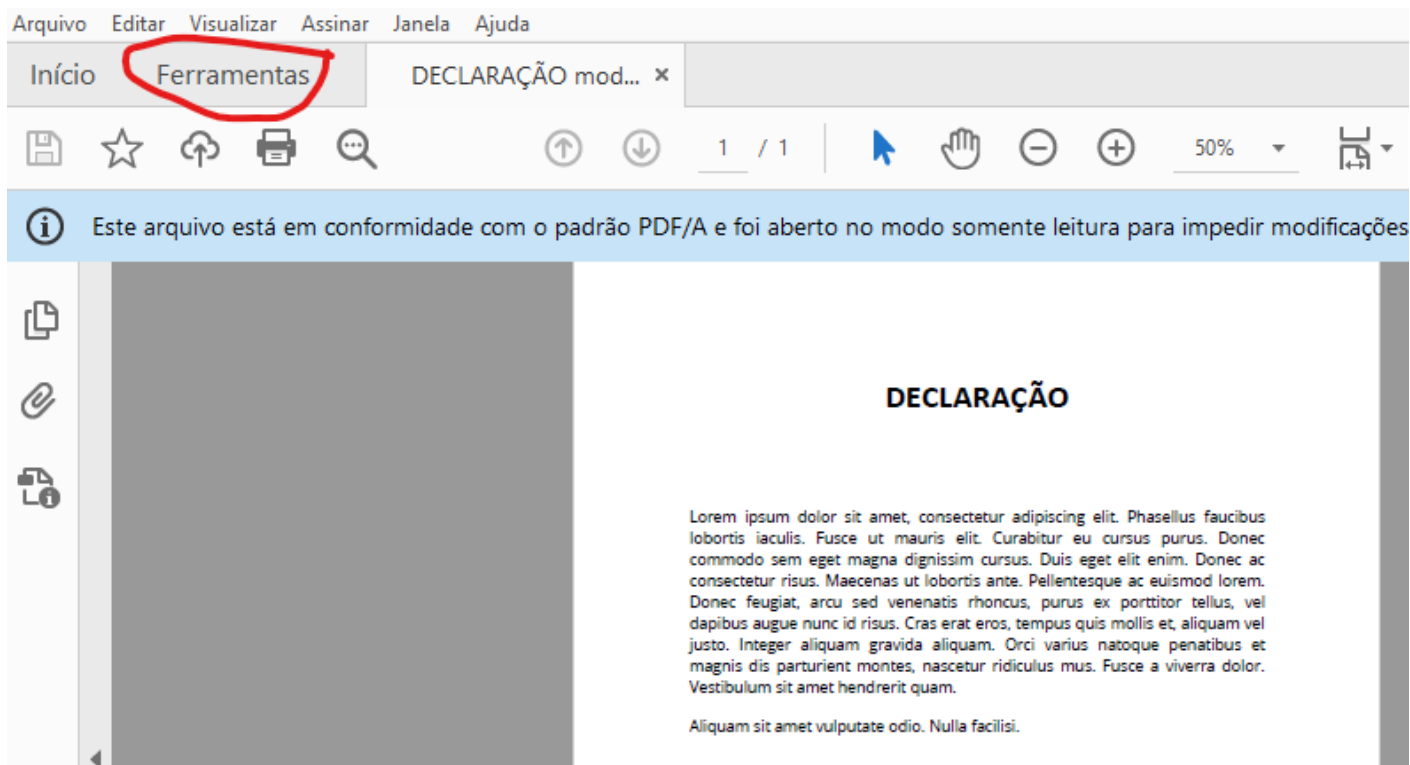 Arquivo Editar Visualizar Assinar Janela Ajuda
Início Ferramentas DECLARAÇÃO mod... ×
1 / 1 50%
Este arquivo está em conformidade com o padrão PDF/A e foi aberto no modo somente leitura para impedir modificações
DECLARAÇÃO
Lorem ipsum dolor sit amet, consectetur adipiscing elit. Phasellus faucibus
lobortis iaculis. Fusce ut mauris elit. Curabitur eu cursus purus. Donec
commodo sem eget magna dignissim cursus. Duis eget elit enim. Donec ac
consectetur risus. Maecenas ut lobortis ante. Pellentesque ac euismod lorem.
Donec feugiat, arcu sed venenatis rhoncus, purus ex porttitor tellus, vel
dapibus augue nunc id risus. Cras erat eros, tempus quis mollis et, aliquam vel
justo. Integer aliquam gravida aliquam. Orci varius natoque penatibus et
magnis dis parturient montes, nascetur ridiculus mus. Fusce a viverra dolor.
Vestibulum sit amet hendrerit quam.
Aliquam sit amet vulputate odio. Nulla facilisi.